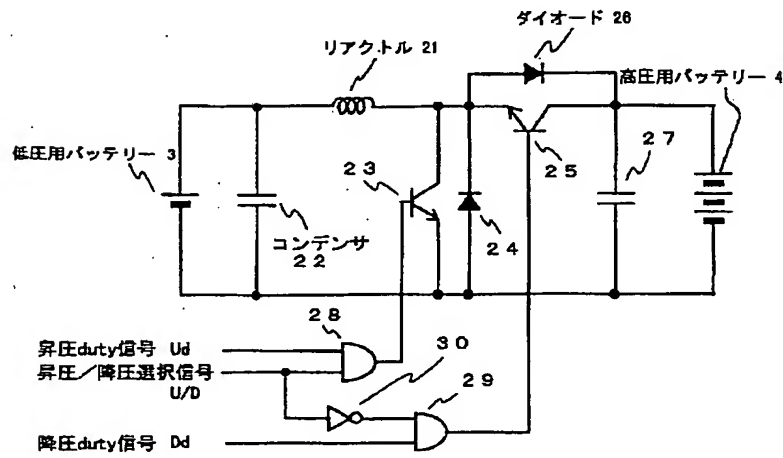 ダイオード 26
リアクトル 21
高圧用バッテリー 4
低圧用バッテリー 3
27
25
23
24
コンデンサ
22
28
昇圧duty信号 Ud
30
昇圧／降圧選択信号
U/D
29
降圧duty信号 Dd